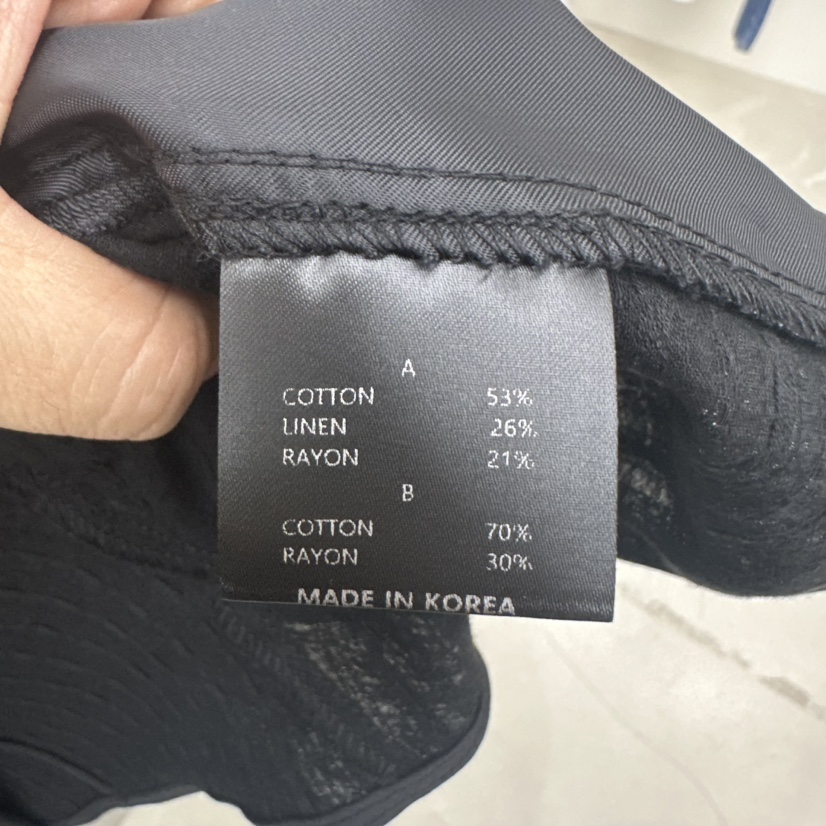 A
COTTON 53%
LINEN 26%
RAYON 21%
B
COTTON 70%
RAYON 30%
MADE IN KOREA